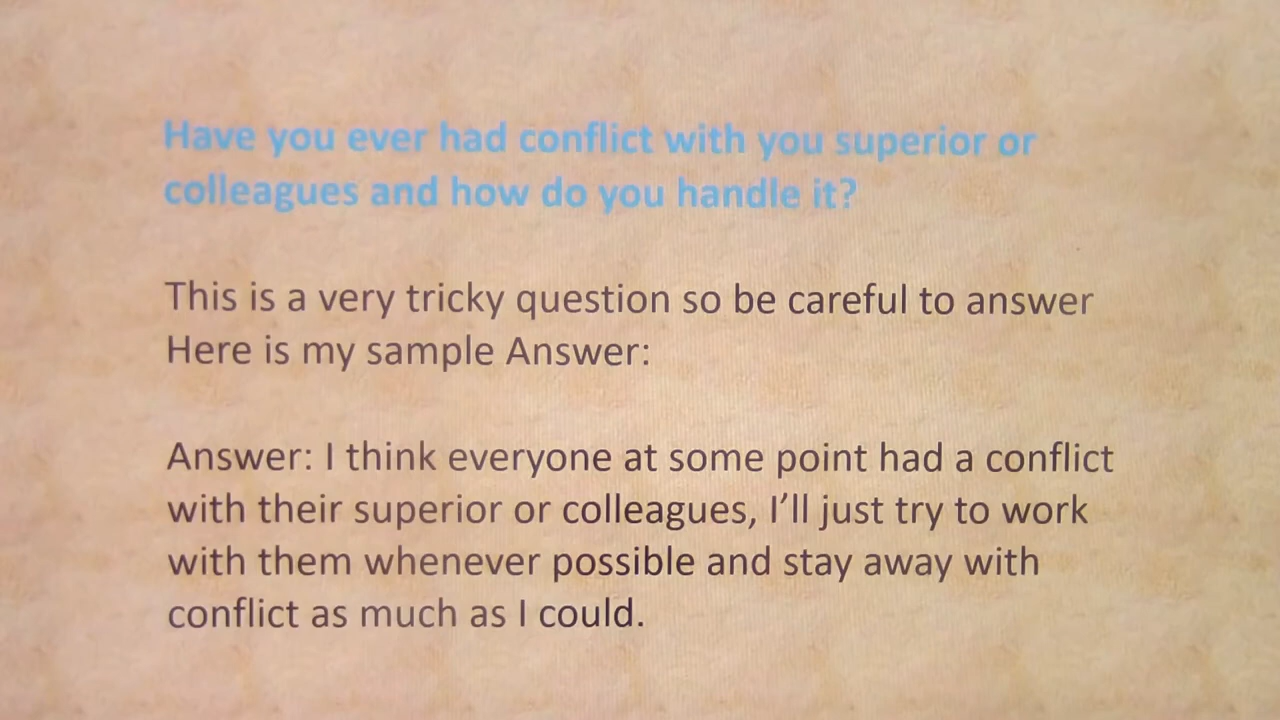 Have you ever had conflict with you superior or
colleagues and how do you handle it?
This is a very tricky question so be careful to answer
Here is my sample Answer:
Answer: I think everyone at some point had a conflict
with their superior or colleagues, I’ll just try to work
with them whenever possible and stay away with
conflict as much as I could.